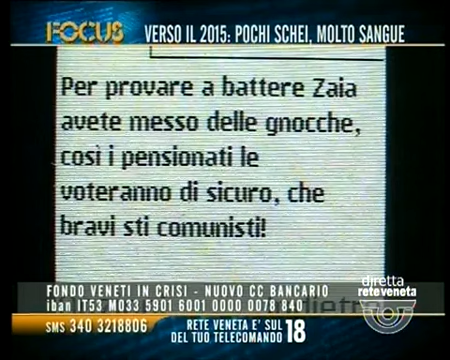 FOCUS
VERSO IL 2015: POCHI SCHEI, MOLTO SANGUE
Per provare a battere Zaia
avete messo delle gnocche,
così i pensionati le
voteranno di sicuro, che
bravi sti comunisti!
diretta
reteveneta
FONDO VENETI IN CRISI - NUOVO CC BANCARIO
iban IT53 M033 5901 6001 0000 0078 840
SMS 340 3218806
RETE VENETA E' SUL
DEL TUO TELECOMANDO 18